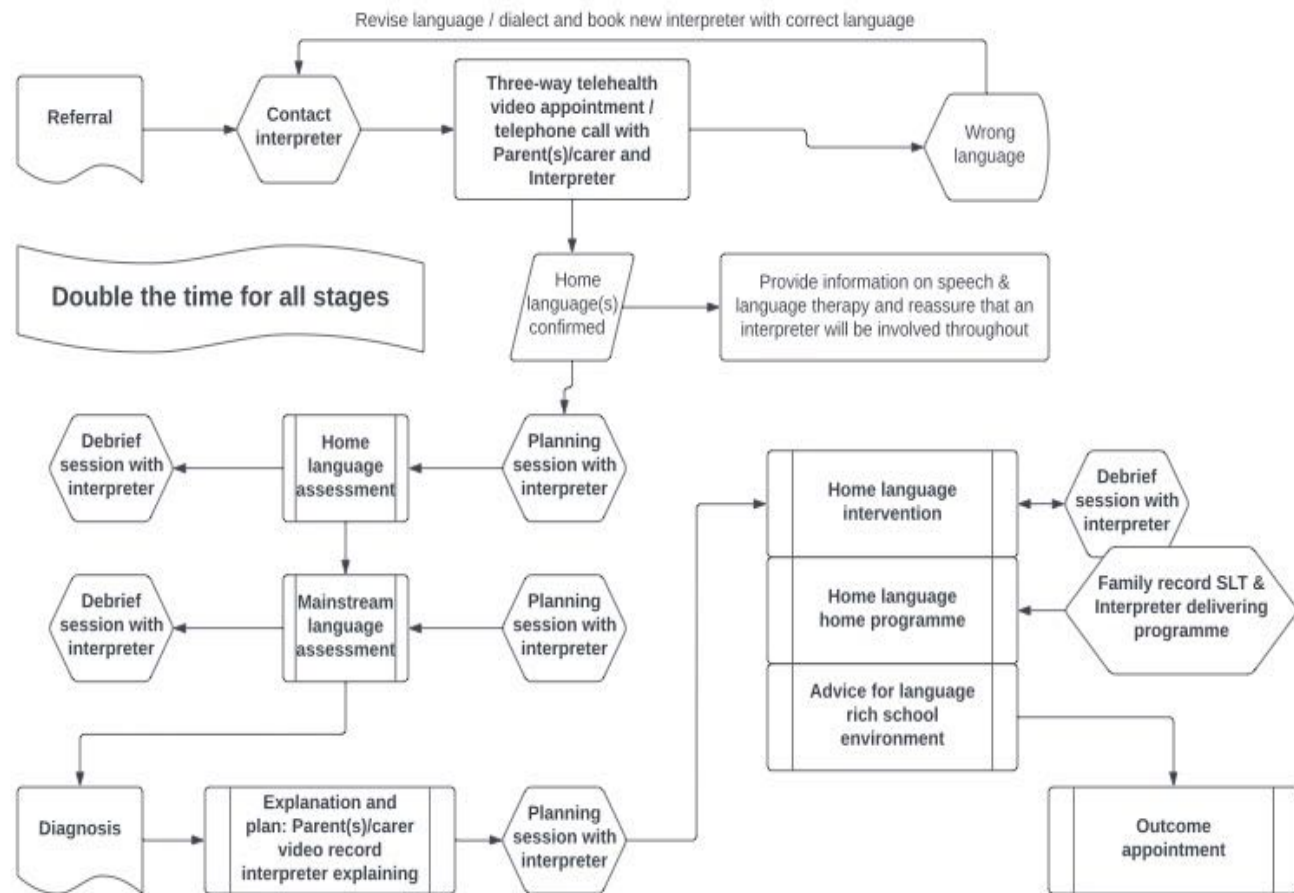 Revise language / dialect and book new interpreter with correct language
Referral
Contact
interpreter
Three-way telehealth
video appointment /
telephone call with
Parent(s)/carer and
Interpreter
Wrong
language
Double the time for all stages
Home
language(s)
confirmed
Provide information on speech &
language therapy and reassure that an
interpreter will be involved throughout
Debrief
session with
interpreter
Home
language
assessment
Planning
session with
interpreter
Debrief
session with
interpreter
Mainstream
language
assessment
Planning
session with
interpreter
Diagnosis
Explanation and
plan: Parent(s)/carer
video record
interpreter explaining
Planning
session with
interpreter
Home language
intervention
Debrief
session with
interpreter
Home language
home programme
Family record SLT &
Interpreter delivering
programme
Advice for language
rich school
environment
Outcome
appointment